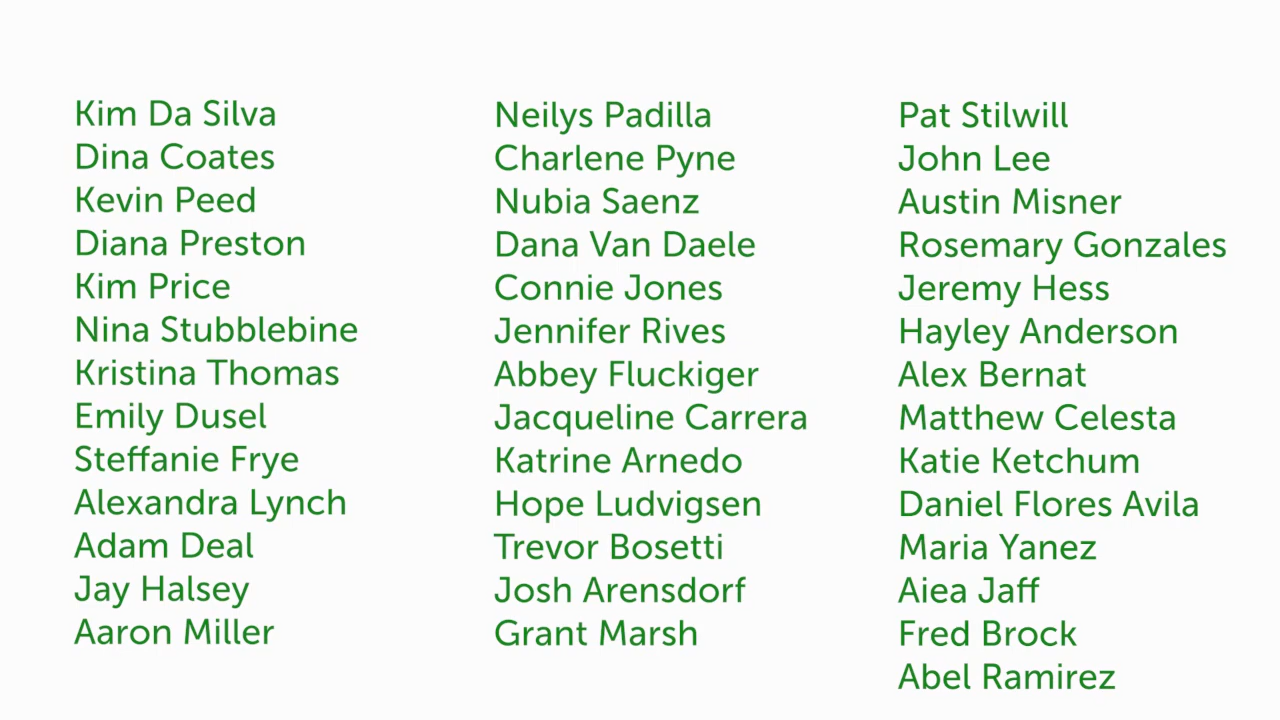 Kim Da Silva
Dina Coates
Kevin Peed
Diana Preston
Kim Price
Nina Stubblebine
Kristina Thomas
Emily Dusel
Steffanie Frye
Alexandra Lynch
Adam Deal
Jay Halsey
Aaron Miller
Neilys Padilla
Charlene Pyne
Nubia Saenz
Dana Van Daele
Connie Jones
Jennifer Rives
Abbey Fluckiger
Jacqueline Carrera
Katrine Arnedo
Hope Ludvigsen
Trevor Bosetti
Josh Arensdorf
Grant Marsh
Pat Stilwill
John Lee
Austin Misner
Rosemary Gonzales
Jeremy Hess
Hayley Anderson
Alex Bernat
Matthew Celesta
Katie Ketchum
Daniel Flores Avila
Maria Yanez
Aiea Jaff
Fred Brock
Abel Ramirez